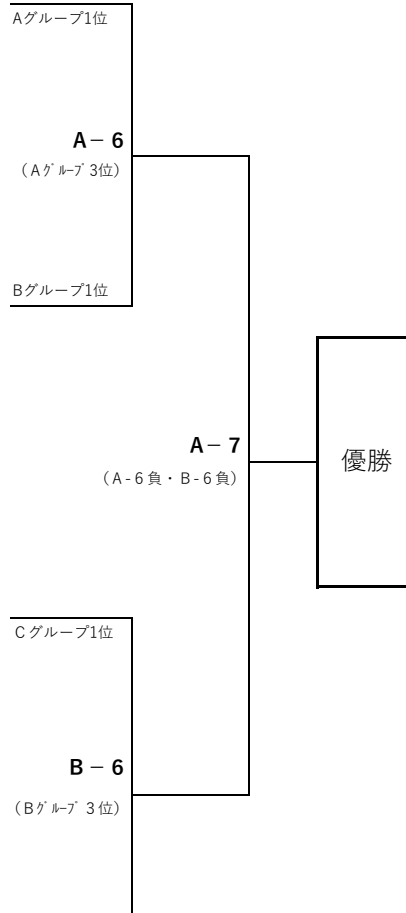 Aグループ1位
A－6
（Aｸﾞﾙｰﾌﾟ3位）
Bグループ1位
A－7
（A-6負・B-6負）
優勝
Cグループ1位
B－6
（Bｸﾞﾙｰﾌﾟ3位）